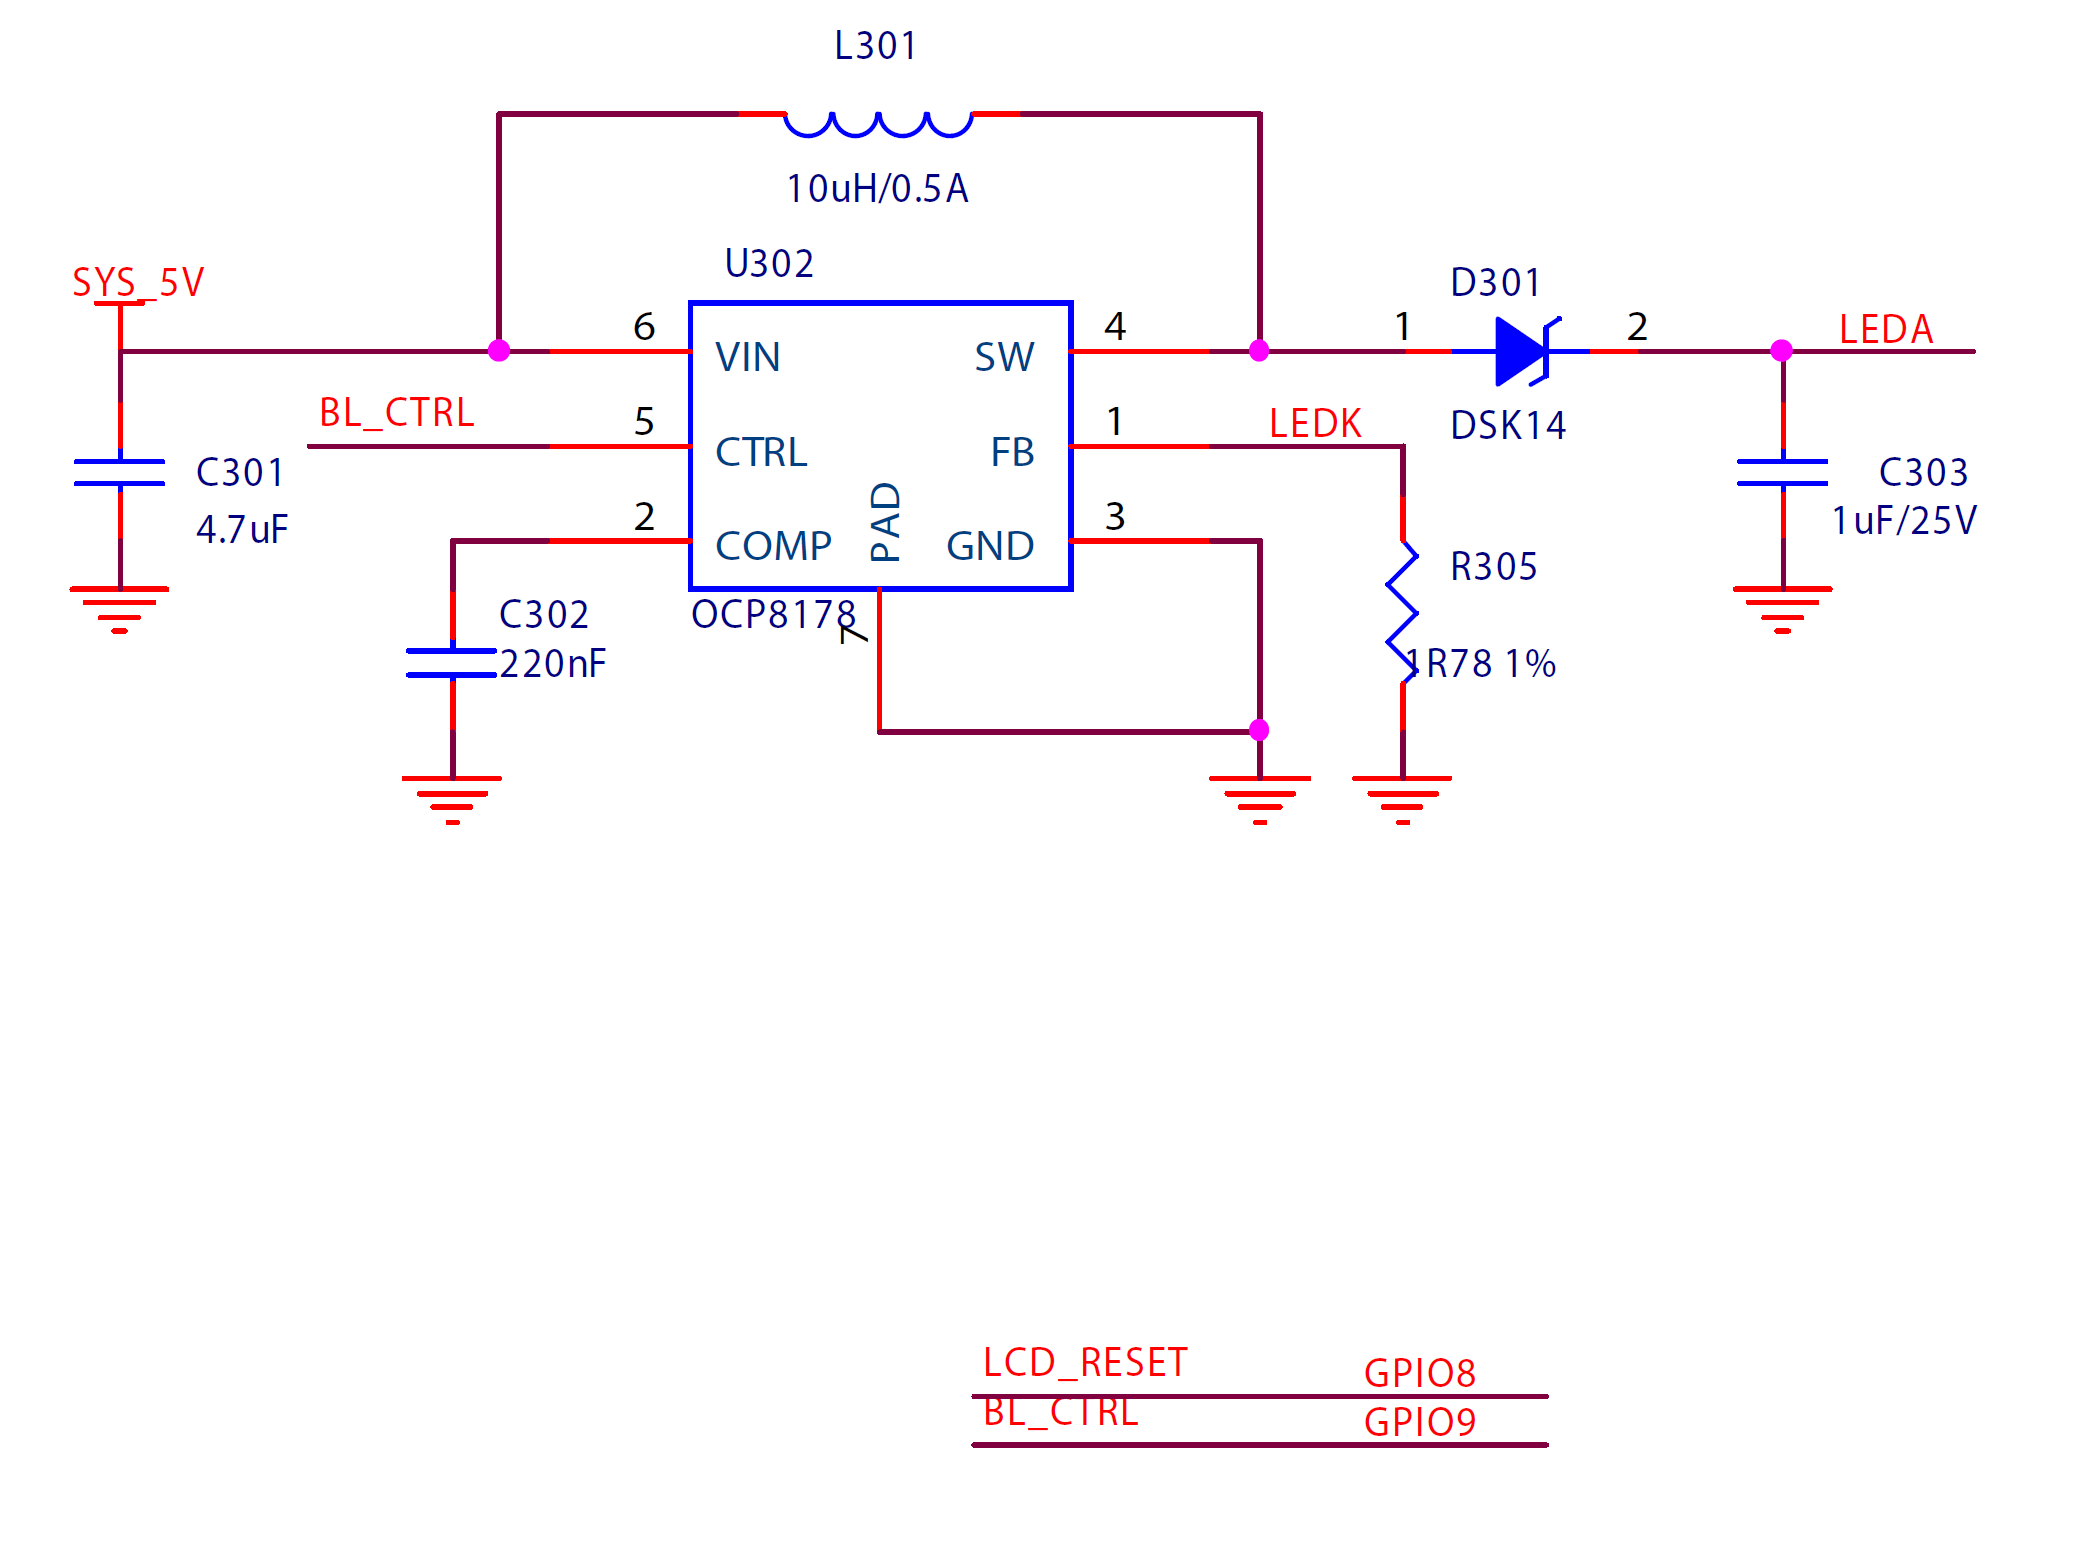 L301
10uH/0.5A
U302
SYS_5V
D301
6
4
1
2
LEDA
VIN
SW
BL_CTRL
5
1
LEDK
DSK14
CTRL
FB
C301
4.7uF
C303
1uF/25V
2
3
COMP
PAD
GND
R305
1R78 1%
C302
220nF
OCP8178
7
LCD_RESET
GPIO8
BL_CTRL
GPIO9